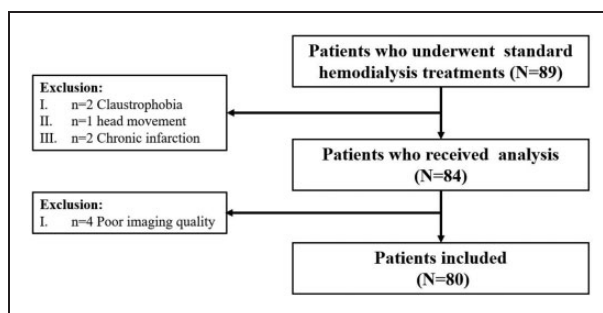 Patients who underwent standard
hemodialysis treatments (N=89)
Exclusion:
I. n=2 Claustrophobia
II. n=1 head movement
III. n=2 Chronic infarction
Patients who received analysis
(N=84)
Exclusion:
I. n=4 Poor imaging quality
Patients included
(N=80)